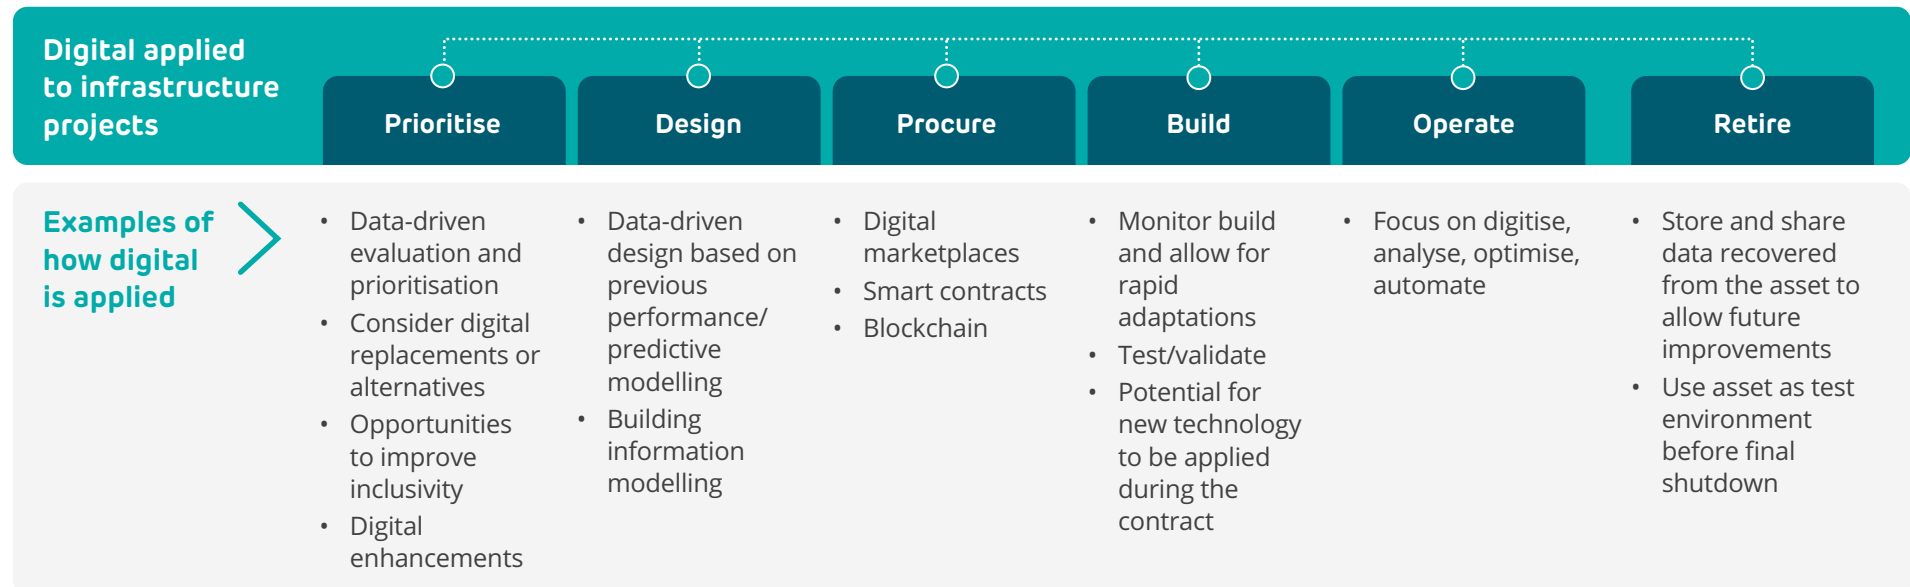 Digital applied
to infrastructure
projects
Prioritise
Design
Procure
Build
Operate
Retire
Examples of
how digital
is applied
• Data-driven
evaluation and
prioritisation
• Consider digital
replacements or
alternatives
• Opportunities
to improve
inclusivity
• Digital
enhancements
• Data-driven
design based on
previous
performance/
predictive
modelling
• Building
information
modelling
• Digital
marketplaces
• Smart contracts
• Blockchain
• Monitor build
and allow for
rapid
adaptations
• Test/validate
• Potential for
new technology
to be applied
during the
contract
• Focus on digitise,
analyse, optimise,
automate
• Store and share
data recovered
from the asset to
allow future
improvements
• Use asset as test
environment
before final
shutdown